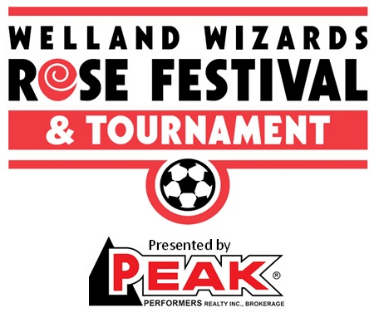 WELLAND WIZARDS
ROSE FESTIVAL
& TOURNAMENT
Presented by
PEAK®
PERFORMERS REALTY INC., BROKERAGE